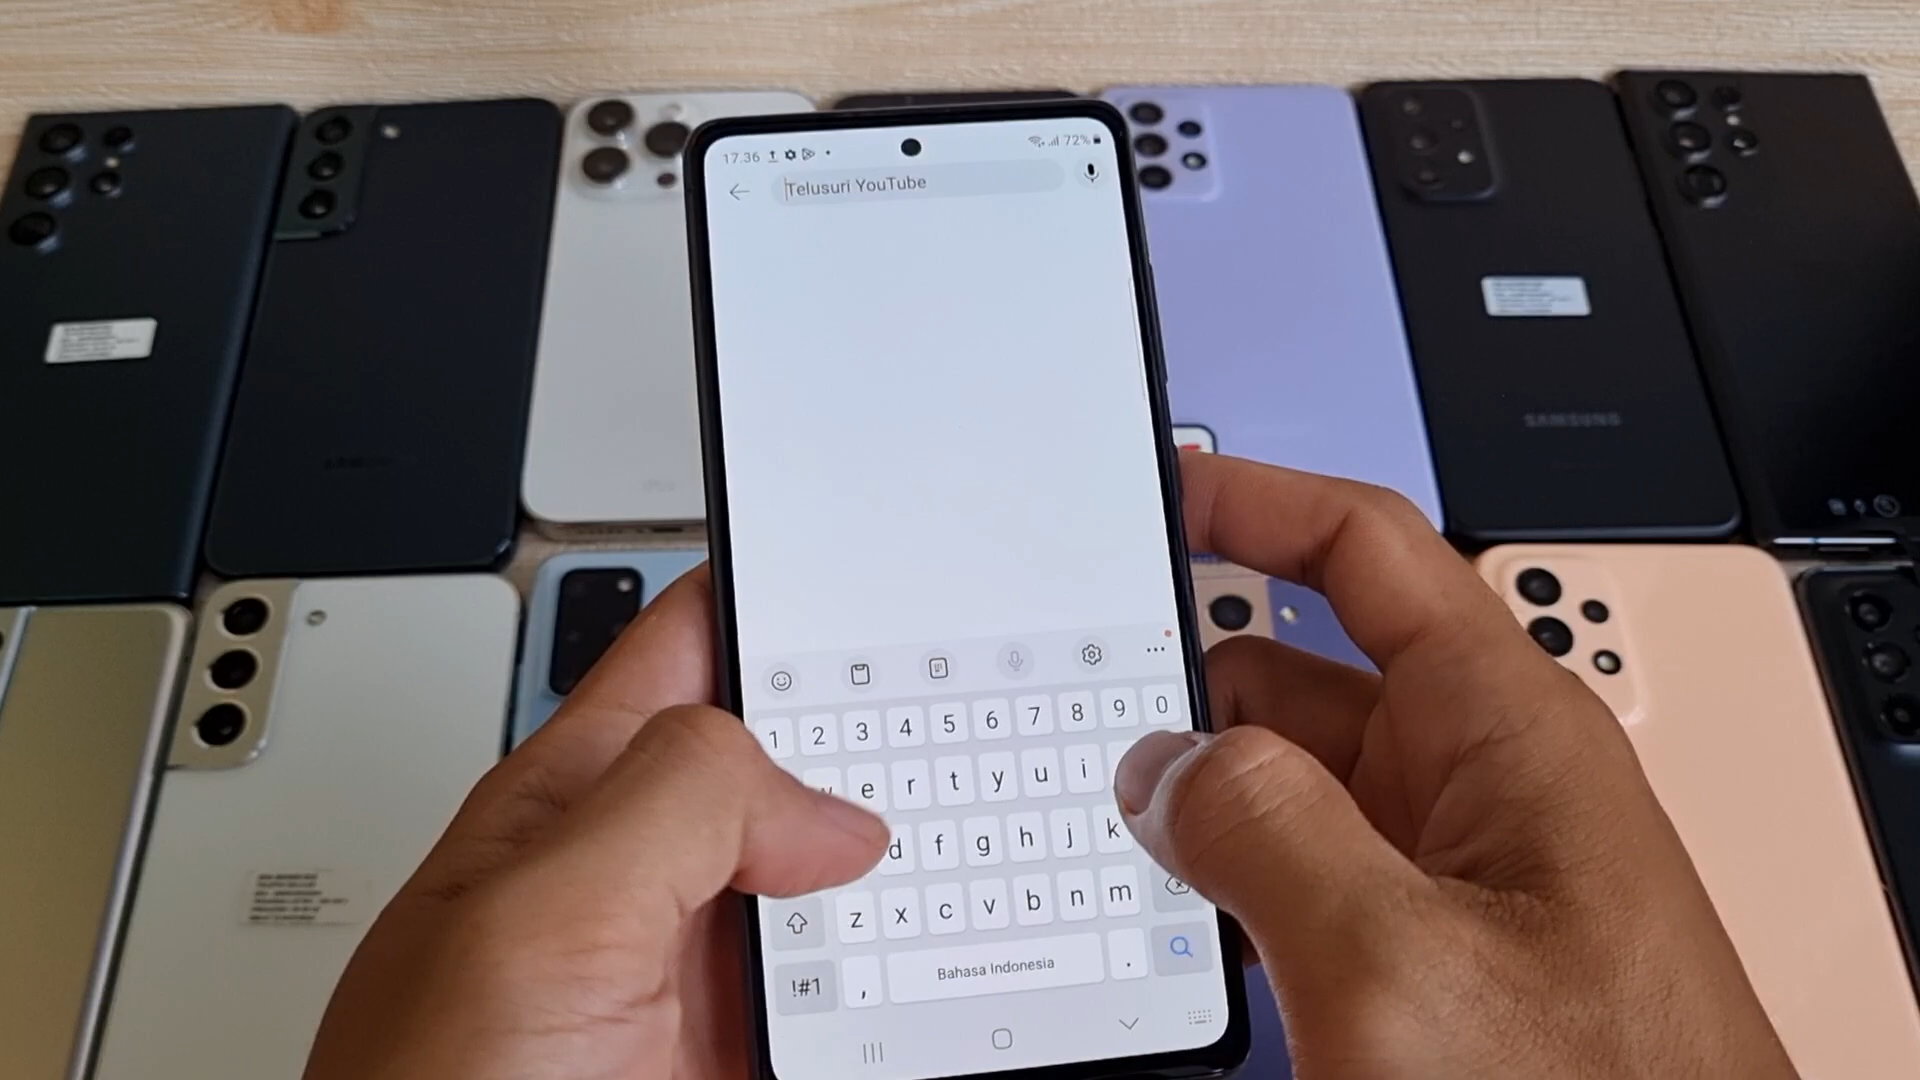 17.36
72%
Telusuri YouTube
SAMSUNG
1 2 3 4 5 6 7 8 9 0
e r t y u i
d f g h j k
z x c v b n m
!#1 , Bahasa Indonesia .